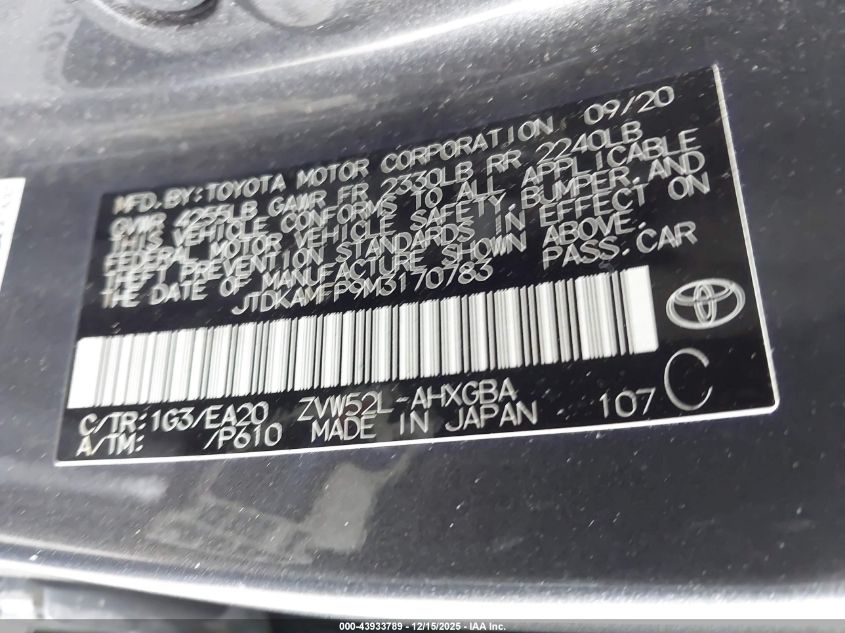 MFD.BY:TOYOTA MOTOR CORPORATION 09/20
GVWR 4255LB GAWR FR 2330LB RR 2240LB
THIS VEHICLE CONFORMS TO ALL APPLICABLE
FEDERAL MOTOR VEHICLE SAFETY,BUMPER,AND
THEFT PREVENTION STANDARDS IN EFFECT ON
THE DATE OF MANUFACTURE SHOWN ABOVE.
JTDKAMFP9M3170783 PASS.CAR
C/TR:1G3/EA20 ZVW52L-AHXGBA 107 C
A/TM: /P610 MADE IN JAPAN
000-43933789 - 12/15/2025 - IAA Inc.